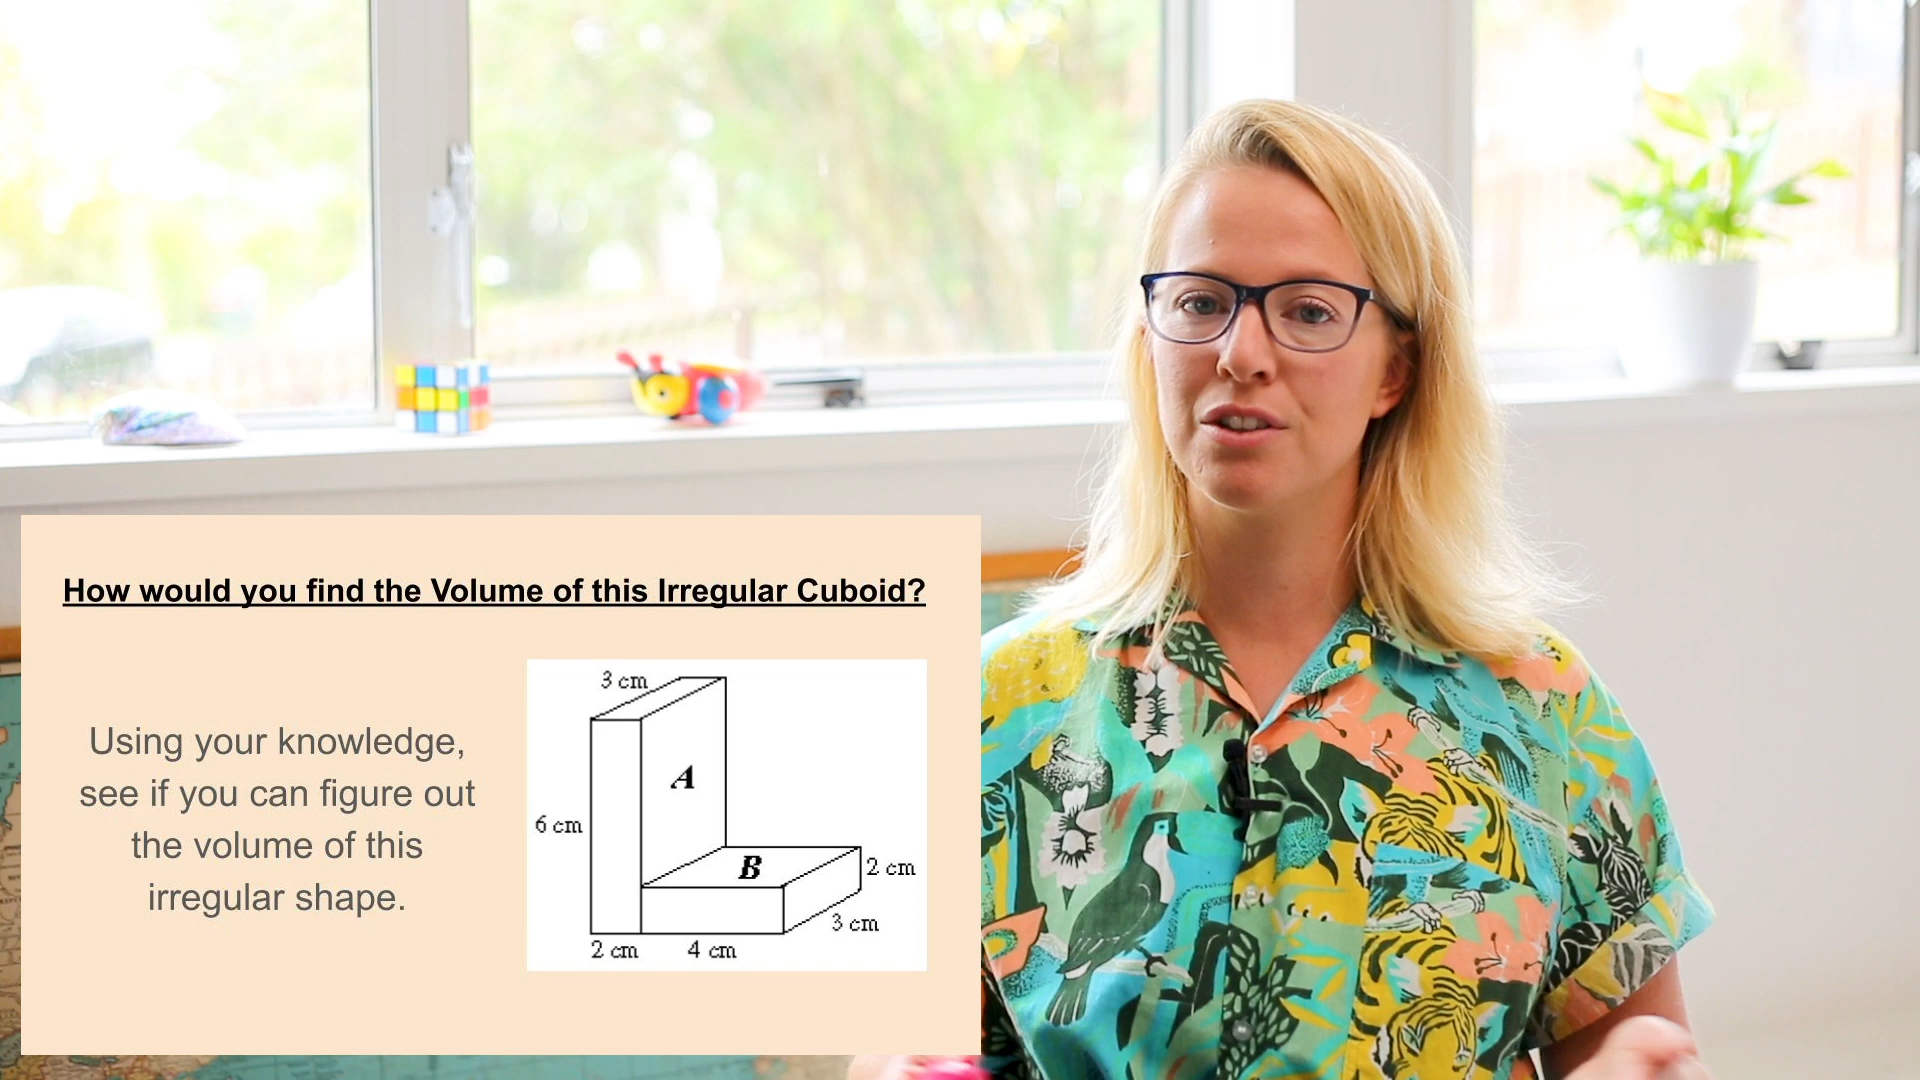 How would you find the Volume of this Irregular Cuboid?
Using your knowledge,
see if you can figure out
the volume of this
irregular shape.
3 cm
A
6 cm
B
2 cm
3 cm
2 cm
4 cm